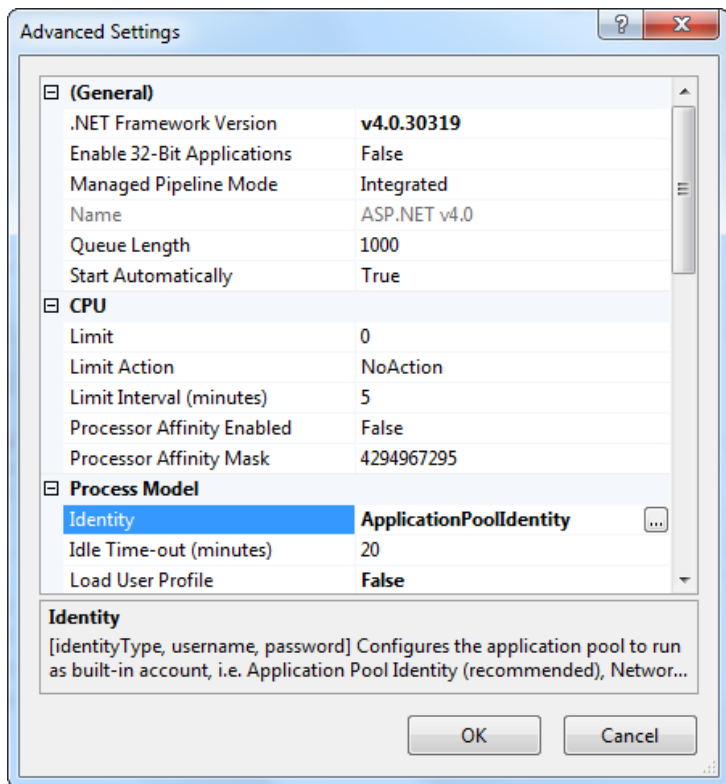 Advanced Settings
(General)
.NET Framework Version v4.0.30319
Enable 32-Bit Applications False
Managed Pipeline Mode Integrated
Name ASP.NET v4.0
Queue Length 1000
Start Automatically True
CPU
Limit 0
Limit Action NoAction
Limit Interval (minutes) 5
Processor Affinity Enabled False
Processor Affinity Mask 4294967295
Process Model
Identity ApplicationPoolIdentity ...
Idle Time-out (minutes) 20
Load User Profile False
Identity
[identityType, username, password] Configures the application pool to run
as built-in account, i.e. Application Pool Identity (recommended), Networ...
OK Cancel